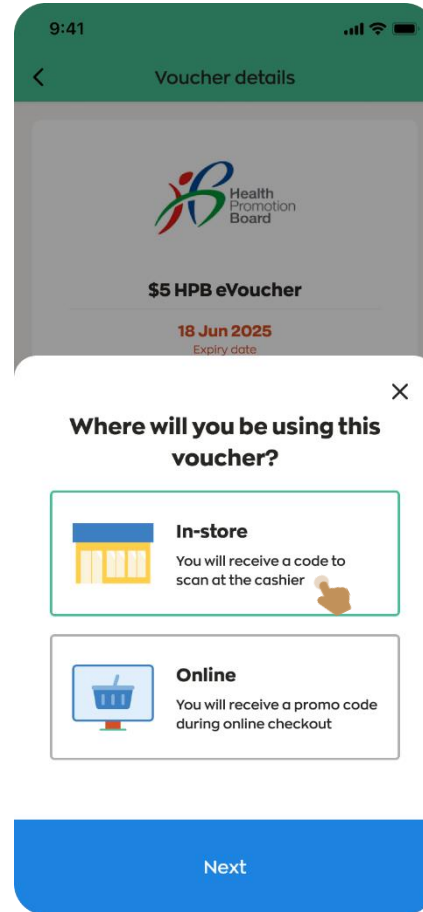 9:41
Voucher details
Health
Promotion
Board
$5 HPB eVoucher
18 Jun 2025
Expiry date
Where will you be using this
voucher?
In-store
You will receive a code to
scan at the cashier
Online
You will receive a promo code
during online checkout
Next